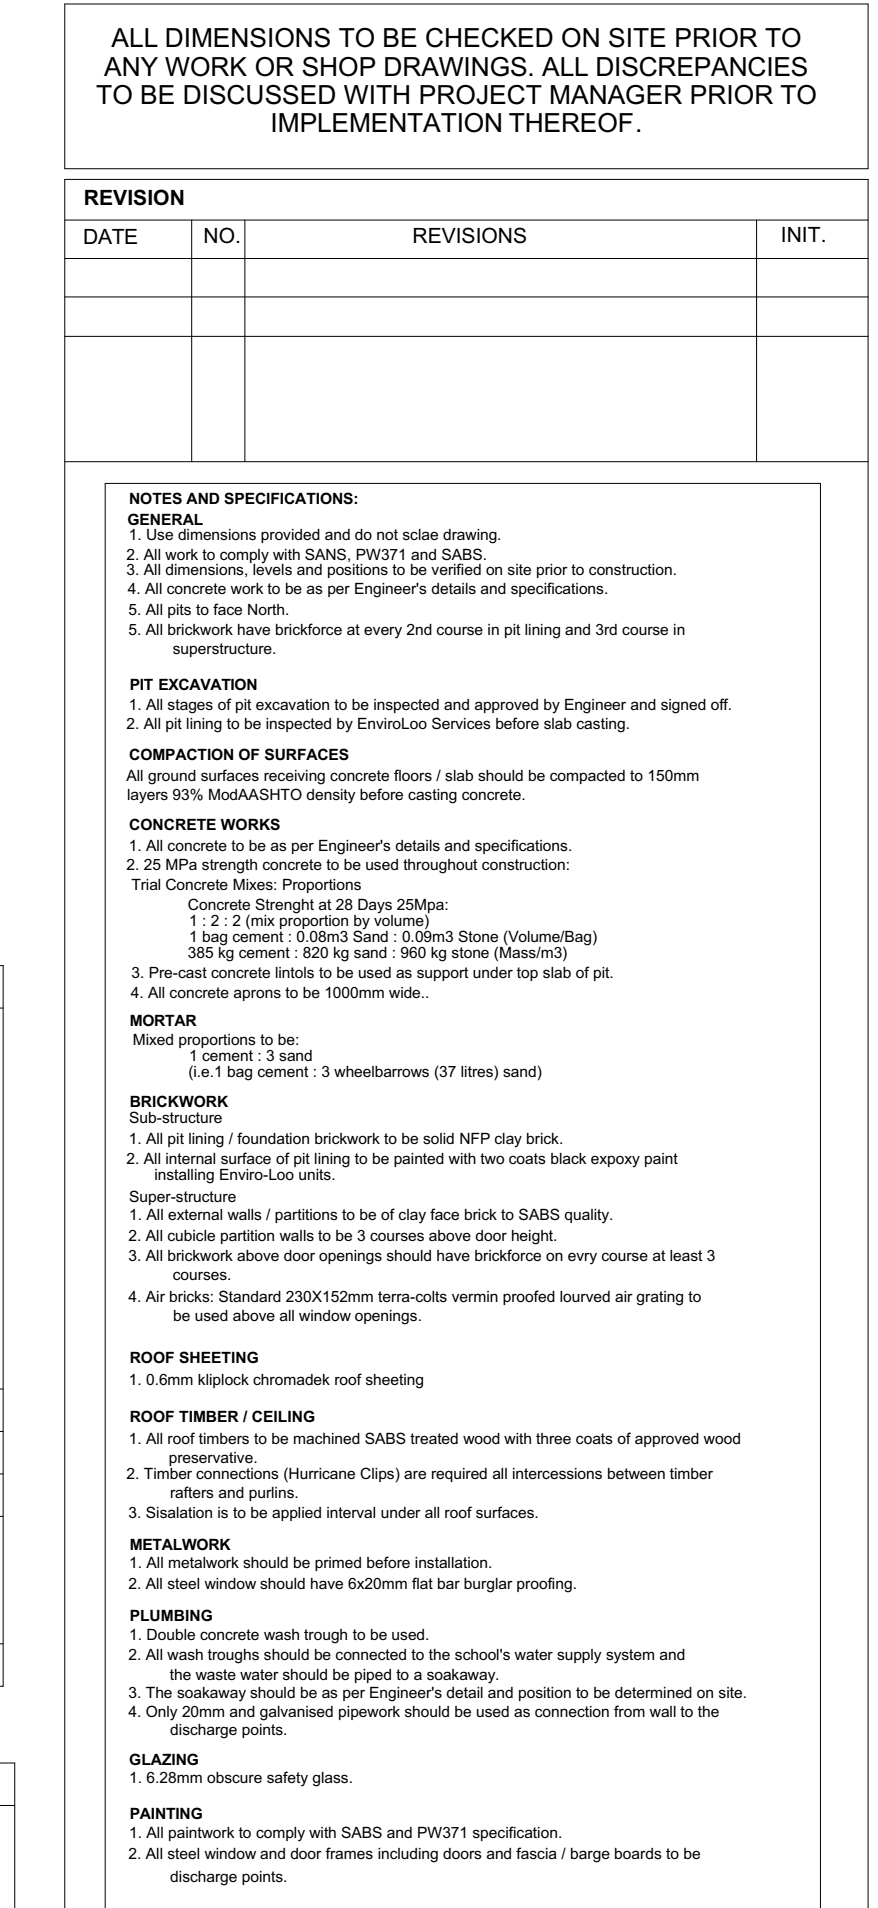 ALL DIMENSIONS TO BE CHECKED ON SITE PRIOR TO
ANY WORK OR SHOP DRAWINGS. ALL DISCREPANCIES
TO BE DISCUSSED WITH PROJECT MANAGER PRIOR TO
IMPLEMENTATION THEREOF.
REVISION
DATE NO. REVISIONS INIT.
NOTES AND SPECIFICATIONS:
GENERAL
1. Use dimensions provided and do not sclae drawing.
2. All work to comply with SANS, PW371 and SABS.
3. All dimensions, levels and positions to be verified on site prior to construction.
4. All concrete work to be as per Engineer's details and specifications.
5. All pits to face North.
5. All brickwork have brickforce at every 2nd course in pit lining and 3rd course in
superstructure.
PIT EXCAVATION
1. All stages of pit excavation to be inspected and approved by Engineer and signed off.
2. All pit lining to be inspected by EnviroLoo Services before slab casting.
COMPACTION OF SURFACES
All ground surfaces receiving concrete floors / slab should be compacted to 150mm
layers 93% ModAASHTO density before casting concrete.
CONCRETE WORKS
1. All concrete to be as per Engineer's details and specifications.
2. 25 MPa strength concrete to be used throughout construction:
Trial Concrete Mixes: Proportions
Concrete Strenght at 28 Days 25Mpa:
1 : 2 : 2 (mix proportion by volume)
1 bag cement : 0.08m3 Sand : 0.09m3 Stone (Volume/Bag)
385 kg cement : 820 kg sand : 960 kg stone (Mass/m3)
3. Pre-cast concrete lintols to be used as support under top slab of pit.
4. All concrete aprons to be 1000mm wide..
MORTAR
Mixed proportions to be:
1 cement : 3 sand
(i.e.1 bag cement : 3 wheelbarrows (37 litres) sand)
BRICKWORK
Sub-structure
1. All pit lining / foundation brickwork to be solid NFP clay brick.
2. All internal surface of pit lining to be painted with two coats black expoxy paint
installing Enviro-Loo units.
Super-structure
1. All external walls / partitions to be of clay face brick to SABS quality.
2. All cubicle partition walls to be 3 courses above door height.
3. All brickwork above door openings should have brickforce on evry course at least 3
courses.
4. Air bricks: Standard 230X152mm terra-colts vermin proofed lourved air grating to
be used above all window openings.
ROOF SHEETING
1. 0.6mm kliplock chromadek roof sheeting
ROOF TIMBER / CEILING
1. All roof timbers to be machined SABS treated wood with three coats of approved wood
preservative.
2. Timber connections (Hurricane Clips) are required all intercessions between timber
rafters and purlins.
3. Sisalation is to be applied interval under all roof surfaces.
METALWORK
1. All metalwork should be primed before installation.
2. All steel window should have 6x20mm flat bar burglar proofing.
PLUMBING
1. Double concrete wash trough to be used.
2. All wash troughs should be connected to the school's water supply system and
the waste water should be piped to a soakaway.
3. The soakaway should be as per Engineer's detail and position to be determined on site.
4. Only 20mm and galvanised pipework should be used as connection from wall to the
discharge points.
GLAZING
1. 6.28mm obscure safety glass.
PAINTING
1. All paintwork to comply with SABS and PW371 specification.
2. All steel window and door frames including doors and fascia / barge boards to be
discharge points.